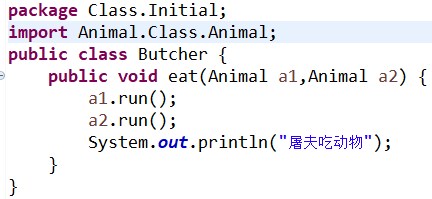 package Class.Initial;
import Animal.Class.Animal;
public class Butcher {
    public void eat(Animal a1,Animal a2) {
        a1.run();
        a2.run();
        System.out.println("屠夫吃动物");
    }
}